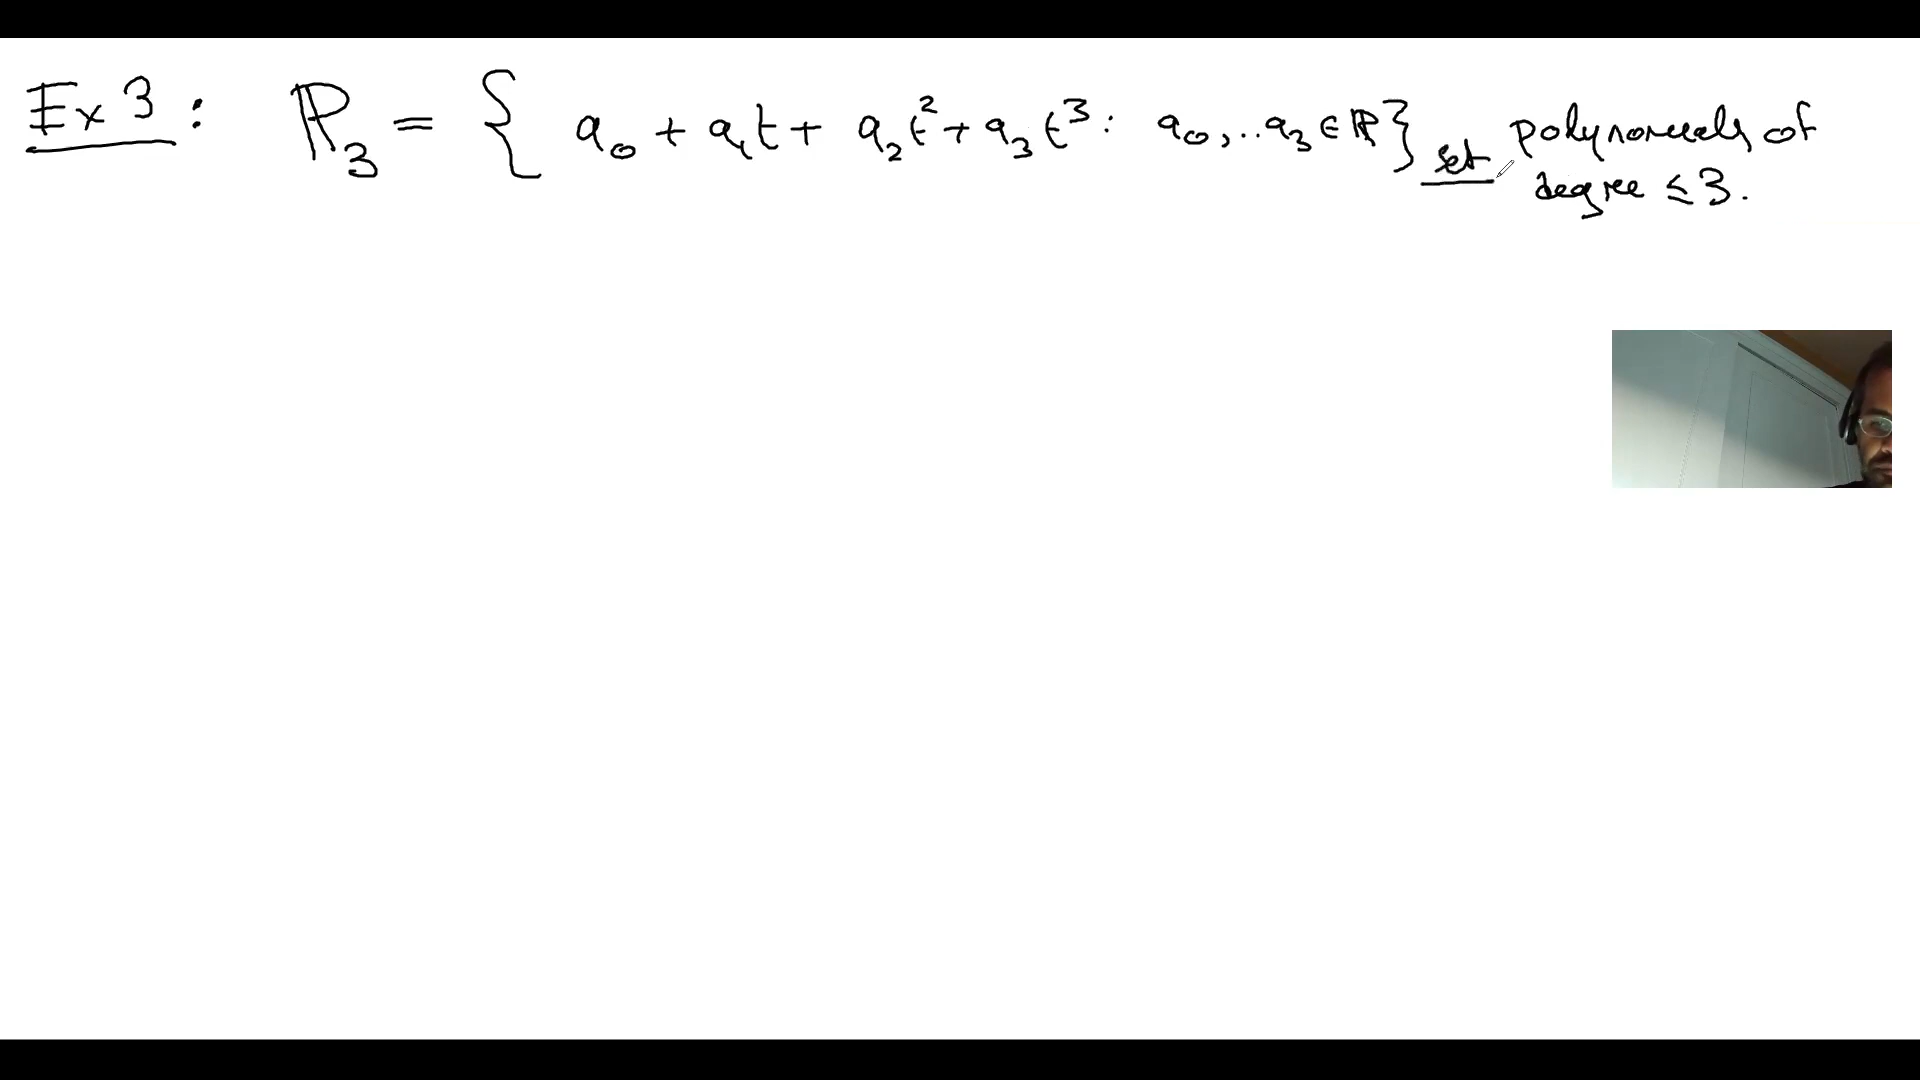 Ex 3 : ℙ₃ = { a₀ + a₁t + a₂t² + a₃t³ : a₀,..a₃ ∈ ℝ } set polynomials of
degree ≤ 3.